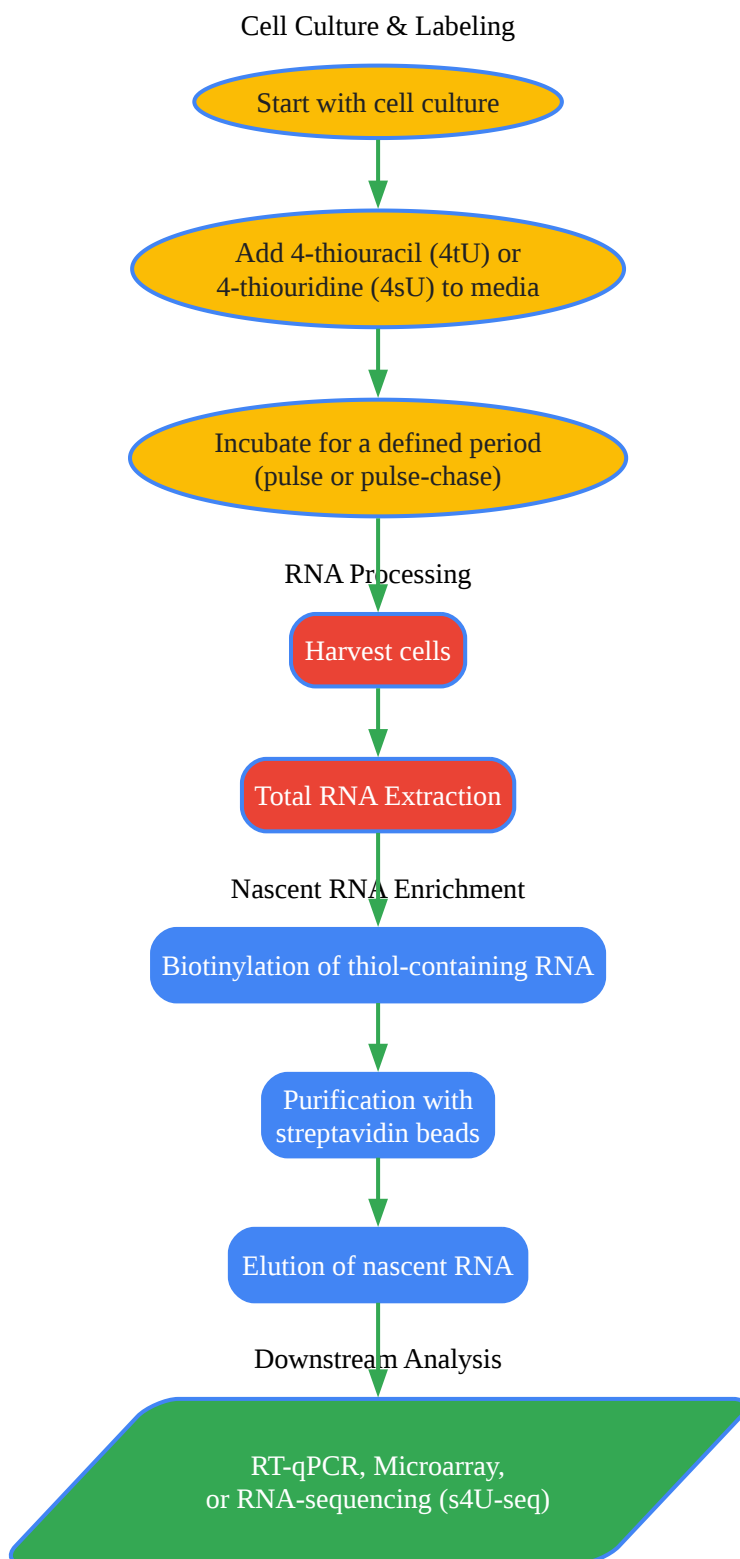 Cell Culture & Labeling
Start with cell culture
Add 4-thiouracil (4tU) or
4-thiouridine (4sU) to media
Incubate for a defined period
(pulse or pulse-chase)
RNA Processing
Harvest cells
Total RNA Extraction
Nascent RNA Enrichment
Biotinylation of thiol-containing RNA
Purification with
streptavidin beads
Elution of nascent RNA
Downstream Analysis
RT-qPCR, Microarray,
or RNA-sequencing (s4U-seq)